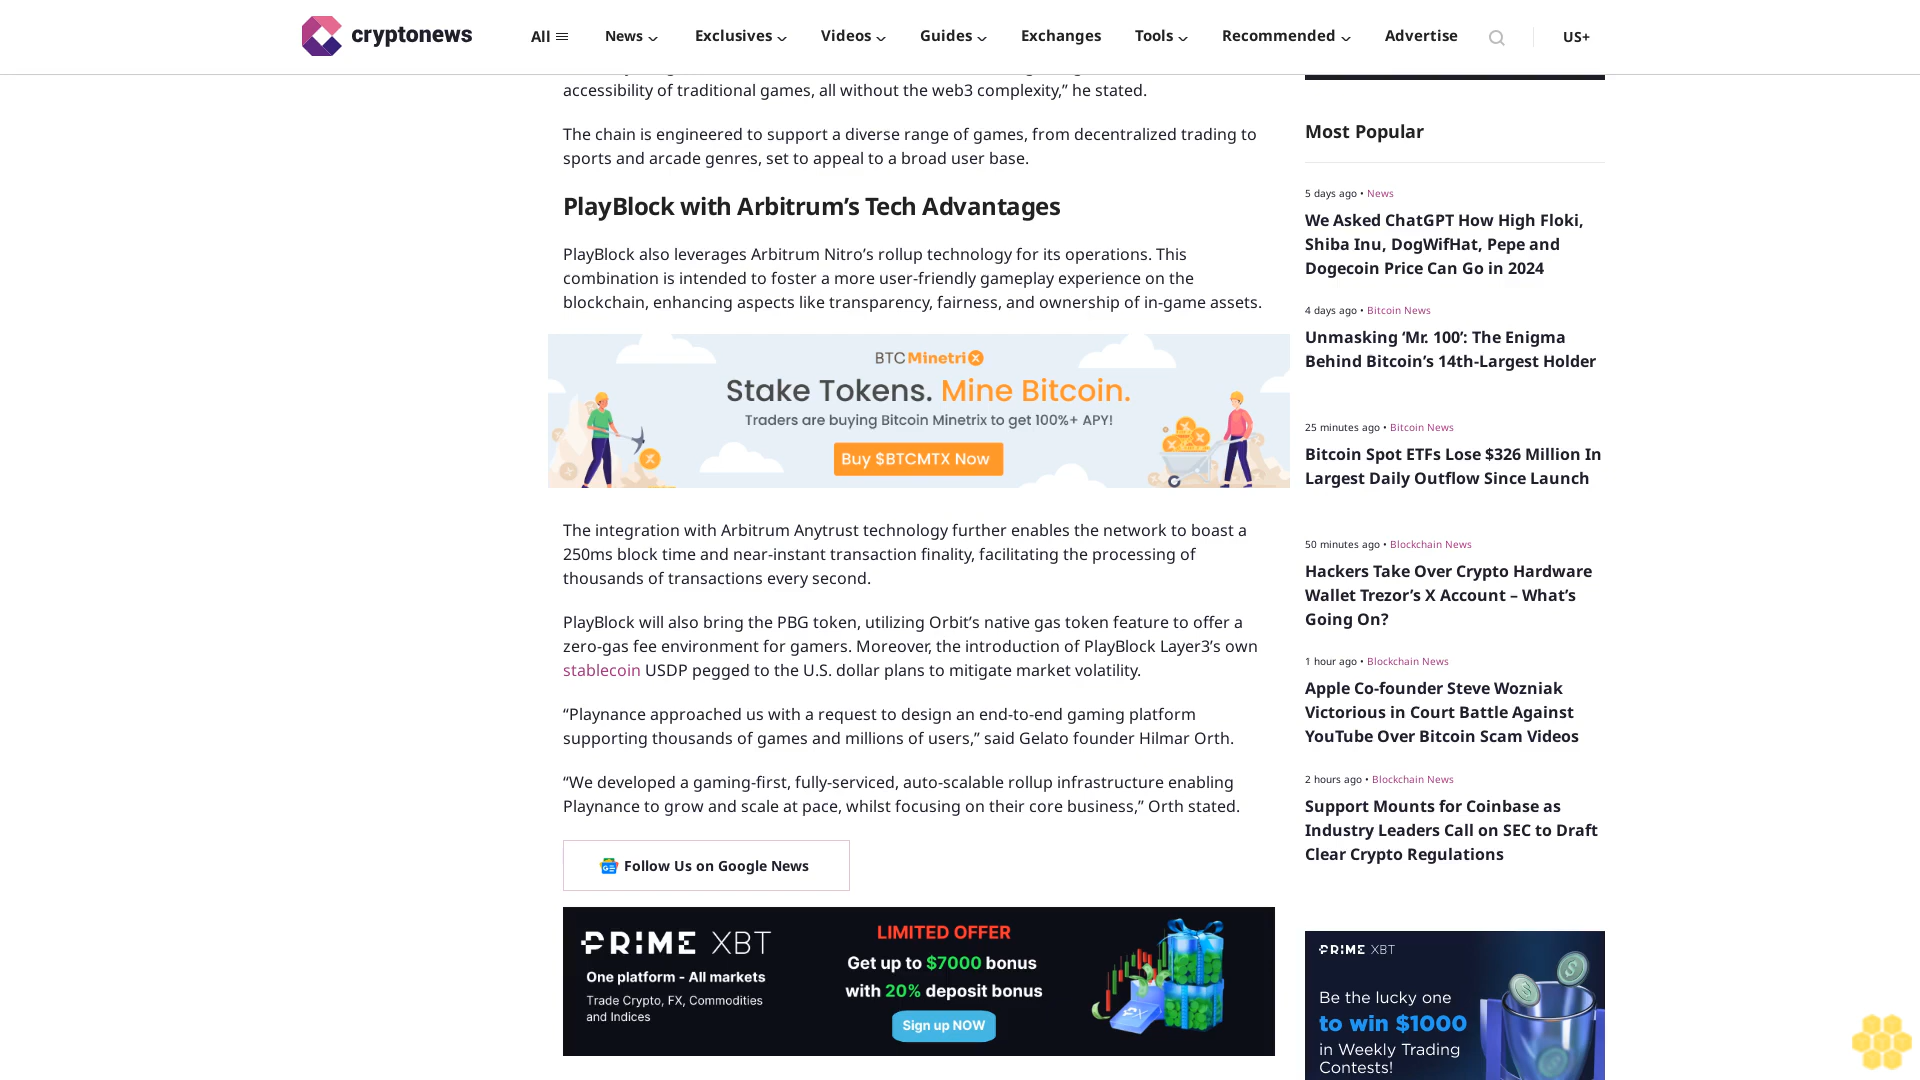 cryptonews
All
News
Exclusives
Videos
Guides
Exchanges
Tools
Recommended
Advertise
US+
accessibility of traditional games, all without the web3 complexity,” he stated.
The chain is engineered to support a diverse range of games, from decentralized trading to
sports and arcade genres, set to appeal to a broad user base.
PlayBlock with Arbitrum’s Tech Advantages
PlayBlock also leverages Arbitrum Nitro’s rollup technology for its operations. This
combination is intended to foster a more user-friendly gameplay experience on the
blockchain, enhancing aspects like transparency, fairness, and ownership of in-game assets.
BTC Minetrix
Stake Tokens. Mine Bitcoin.
Traders are buying Bitcoin Minetrix to get 100%+ APY!
Buy $BTCMTX Now
The integration with Arbitrum Anytrust technology further enables the network to boast a
250ms block time and near-instant transaction finality, facilitating the processing of
thousands of transactions every second.
PlayBlock will also bring the PBG token, utilizing Orbit’s native gas token feature to offer a
zero-gas fee environment for gamers. Moreover, the introduction of PlayBlock Layer3’s own
stablecoin USDP pegged to the U.S. dollar plans to mitigate market volatility.
“Playnance approached us with a request to design an end-to-end gaming platform
supporting thousands of games and millions of users,” said Gelato founder Hilmar Orth.
“We developed a gaming-first, fully-serviced, auto-scalable rollup infrastructure enabling
Playnance to grow and scale at pace, whilst focusing on their core business,” Orth stated.
Follow Us on Google News
PRIME XBT
One platform - All markets
Trade Crypto, FX, Commodities
and Indices
LIMITED OFFER
Get up to $7000 bonus
with 20% deposit bonus
Sign up NOW
Most Popular
5 days ago • News
We Asked ChatGPT How High Floki,
Shiba Inu, DogWifHat, Pepe and
Dogecoin Price Can Go in 2024
4 days ago • Bitcoin News
Unmasking ‘Mr. 100’: The Enigma
Behind Bitcoin’s 14th-Largest Holder
25 minutes ago • Bitcoin News
Bitcoin Spot ETFs Lose $326 Million In
Largest Daily Outflow Since Launch
50 minutes ago • Blockchain News
Hackers Take Over Crypto Hardware
Wallet Trezor’s X Account – What’s
Going On?
1 hour ago • Blockchain News
Apple Co-founder Steve Wozniak
Victorious in Court Battle Against
YouTube Over Bitcoin Scam Videos
2 hours ago • Blockchain News
Support Mounts for Coinbase as
Industry Leaders Call on SEC to Draft
Clear Crypto Regulations
PRIME XBT
Be the lucky one
to win $1000
in Weekly Trading
Contests!